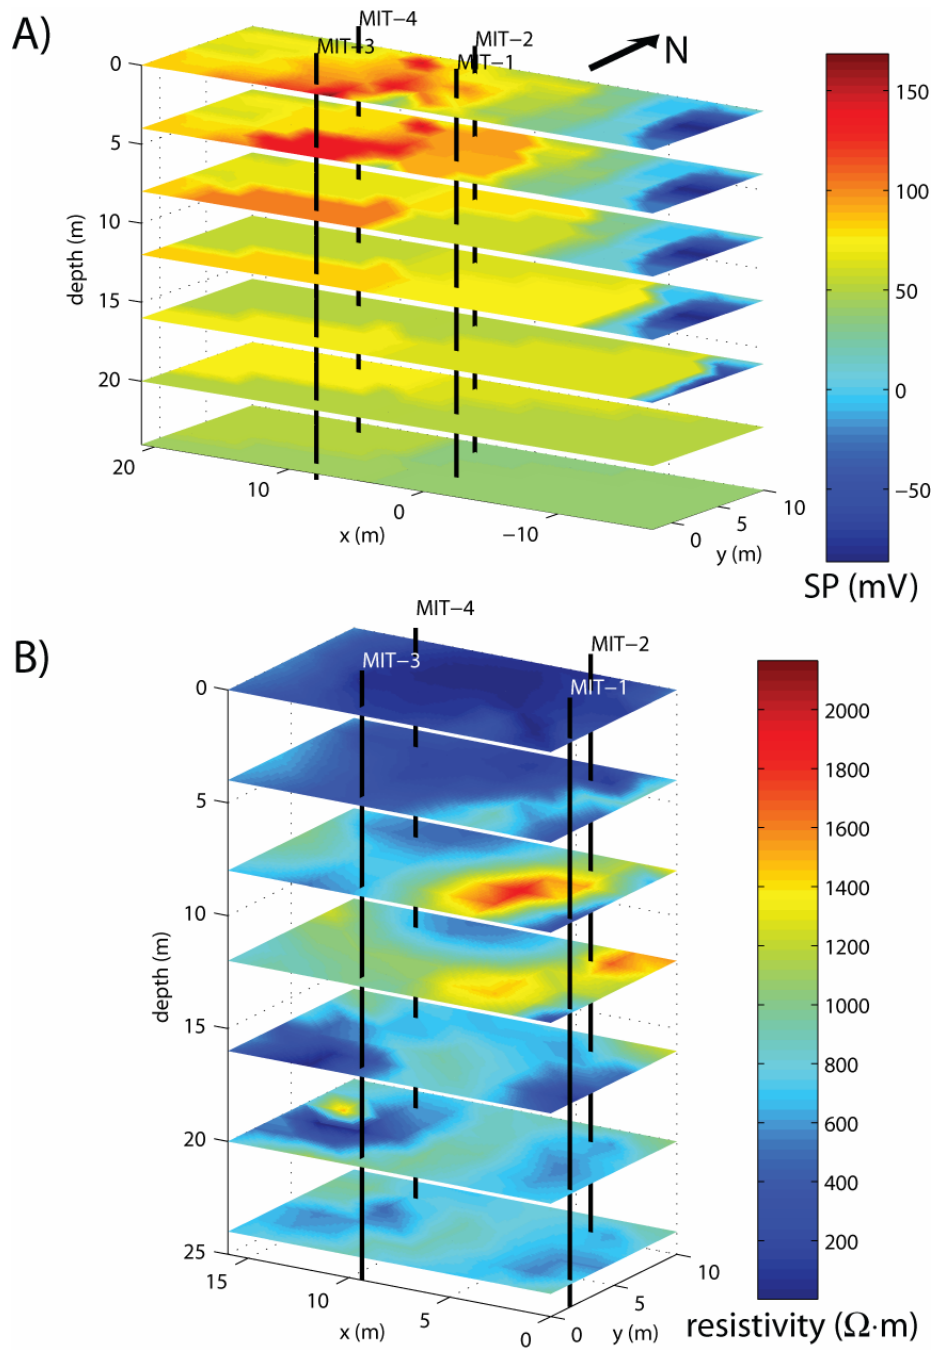 A)
MIT−4
MIT−3
MIT−2
MIT−1
N
0
5
10
15
20
depth (m)
20
10
0
−10
x (m)
0
5
10
y (m)
150
100
50
0
−50
SP (mV)
B)
MIT−4
MIT−3
MIT−2
MIT−1
0
5
10
15
20
25
depth (m)
15
10
5
0
x (m)
0
5
10
y (m)
2000
1800
1600
1400
1200
1000
800
600
400
200
resistivity (Ω·m)